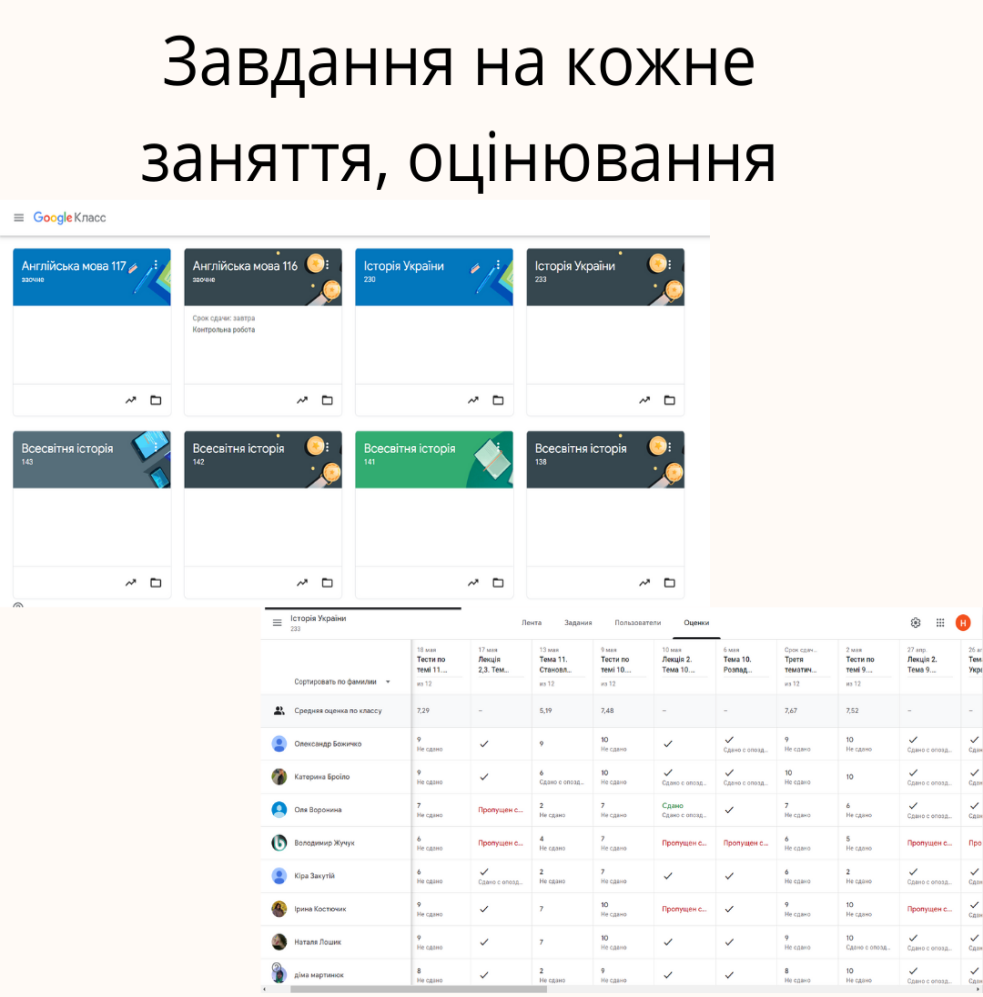 Завдання на кожне
заняття, оцінювання
Google Класс
Англійська мова 117
заочне
Англійська мова 116
заочне
Срок сдачи: завтра
Контрольна робота
Історія України
230
Історія України
233
Всесвітня історія
143
Всесвітня історія
142
Всесвітня історія
141
Всесвітня історія
138
Історія України
233
Лента Задания Пользователи Оценки
Н
18 мая 17 мая 13 мая 9 мая 10 мая 6 мая Срок сдач... 2 мая 27 апр.
Тести по Лекція Тема 11. Тести по Лекція 2. Тема 10. Третя Тести по Лекція 2. Тем
темі 11.... 2,3. Тем... Становл... темі 10.... Тема 10.... Розпад... тематич... темі 9.... Тема 9.... Укр
Сортировать по фамилии
из 12 из 12 из 12 из 12 из 12
Средняя оценка по классу 7,29 – 5,19 7,48 – – 7,67 7,52 – –
Олександр Божичко 9 9 10 9 10
Не сдано Не сдано Сдано с опозд... Не сдано Не сдано Сдано с опозд...
Катерина Броіло 9 6 10 10 10
Не сдано Сдано с опозд... Не сдано Сдано с опозд... Сдано с опозд... Не сдано Сдано с опозд...
Оля Воронина 7 Пропущен с... 2 7 Сдано 7 6
Не сдано Не сдано Не сдано Сдано с опозд... Не сдано Не сдано Сдано с опозд...
Володимир Жучук 6 Пропущен с... 4 7 Пропущен с... Пропущен с... 6 5 Пропущен с... Про
Не сдано Не сдано Не сдано Не сдано Не сдано
Кіра Закутій 6 2 7 6 2
Не сдано Сдано с опозд... Не сдано Не сдано Не сдано Не сдано Сдано с опозд...
Ірина Костючик 9 7 10 Пропущен с... 9 10 Пропущен с...
Не сдано Не сдано Не сдано Не сдано
Наталя Лошик 9 7 10 9 10
Не сдано Не сдано Не сдано Сдано с опозд... Сдано с опозд...
діма мартинюк 8 2 9 8 10
Не сдано Не сдано Не сдано Не сдано Не сдано Сдано с опозд...